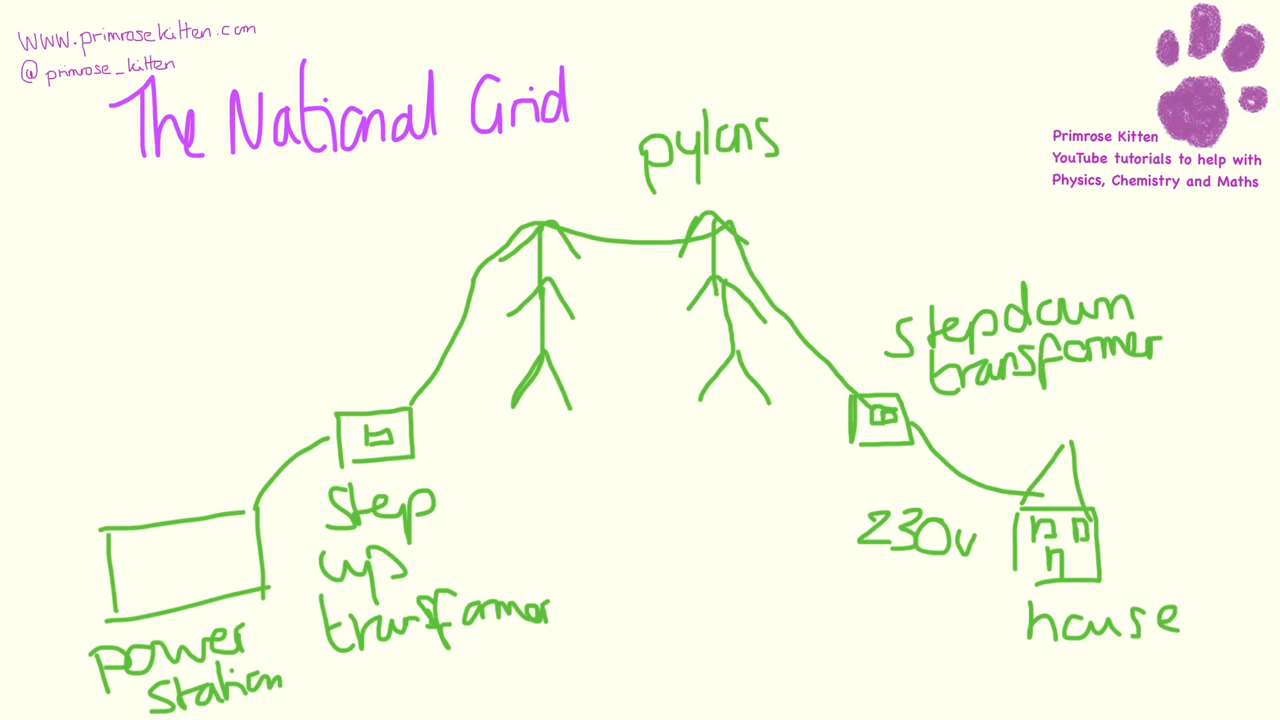 www.primrosekitten.com
@primrose_kitten
The National Grid
Primrose Kitten
YouTube tutorials to help with
Physics, Chemistry and Maths
pylons
stepdown
transformer
step
up
transformer
230v
house
power
station